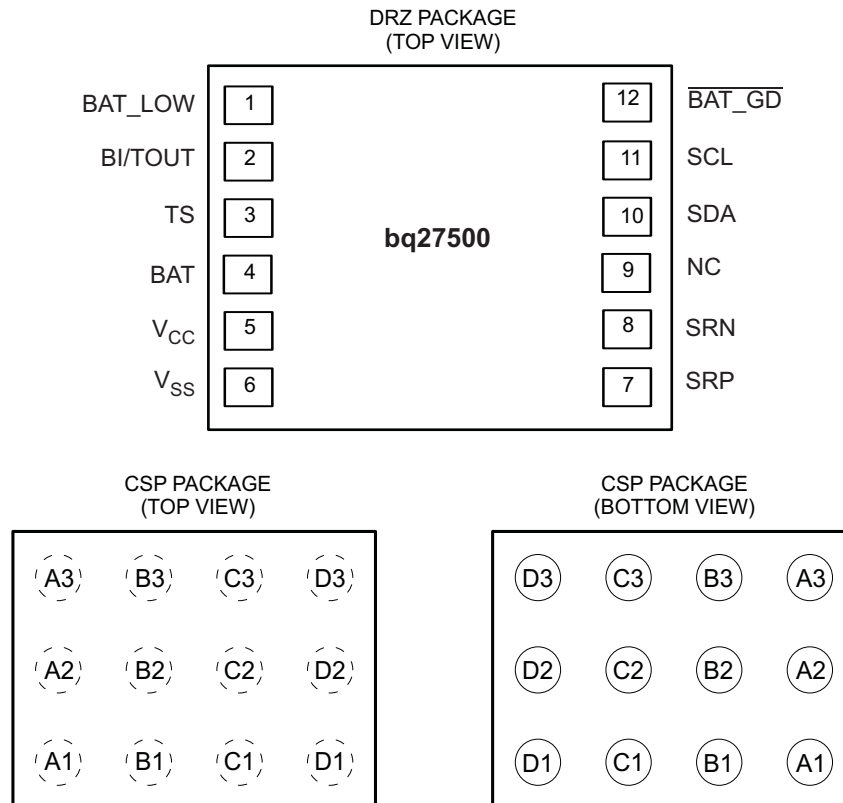 DRZ PACKAGE
(TOP VIEW)
BAT_LOW 1 12 BAT_GD
BI/TOUT 2 11 SCL
TS 3 10 SDA
bq27500
BAT 4 9 NC
VCC 5 8 SRN
VSS 6 7 SRP
CSP PACKAGE
(TOP VIEW)
A3 B3 C3 D3
A2 B2 C2 D2
A1 B1 C1 D1
CSP PACKAGE
(BOTTOM VIEW)
D3 C3 B3 A3
D2 C2 B2 A2
D1 C1 B1 A1